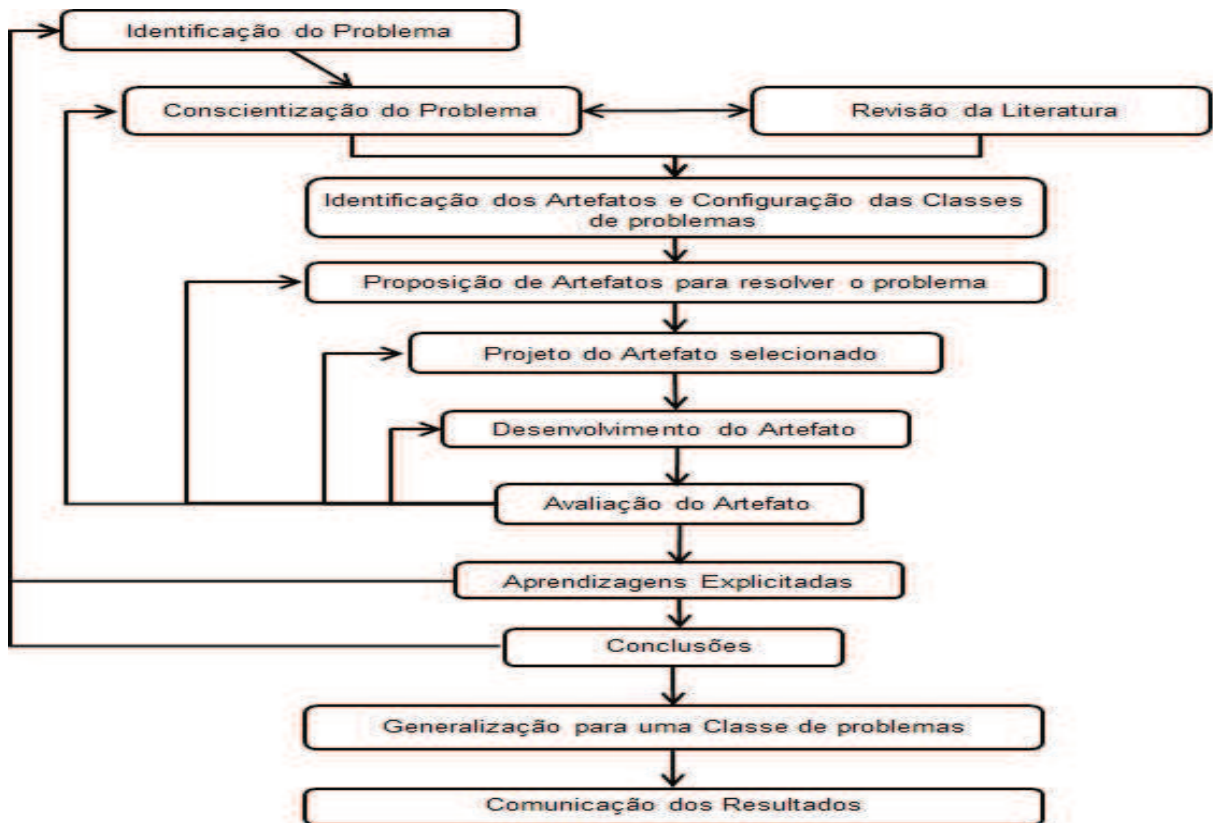 Identificação do Problema
Conscientização do Problema
Revisão da Literatura
Identificação dos Artefatos e Configuração das Classes
de problemas
Proposição de Artefatos para resolver o problema
Projeto do Artefato selecionado
Desenvolvimento do Artefato
Avaliação do Artefato
Aprendizagens Explicitadas
Conclusões
Generalização para uma Classe de problemas
Comunicação dos Resultados